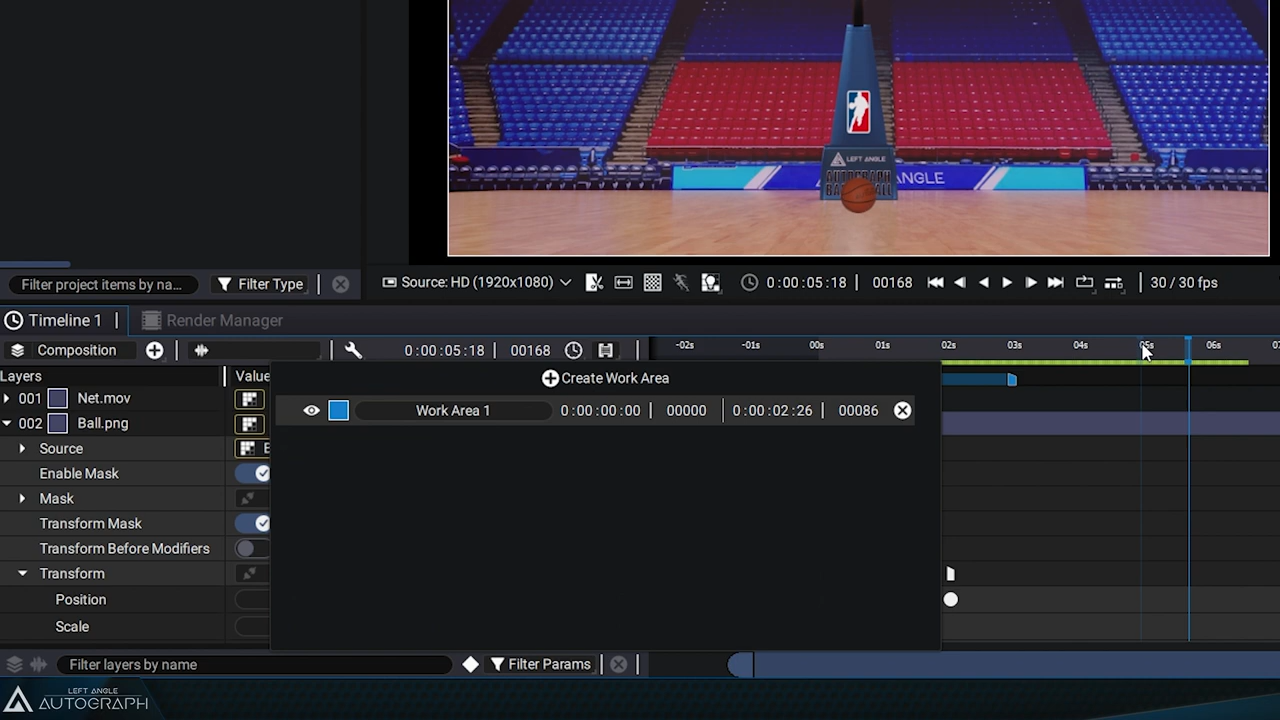 LEFT ANGLE
AUTOGRAPH
ANGLE
Filter project items by na...
Filter Type
Source: HD (1920x1080)
0:00:05:18
00168
30 / 30 fps
Timeline 1
Render Manager
Composition
0:00:05:18
00168
-02s
-01s
00s
01s
02s
03s
04s
05s
06s
Layers
Value
Create Work Area
001
Net.mov
Work Area 1
0:00:00:00
00000
0:00:02:26
00086
002
Ball.png
Source
Enable Mask
Mask
Transform Mask
Transform Before Modifiers
Transform
Position
Scale
Filter layers by name
Filter Params
LEFT ANGLE
AUTOGRAPH